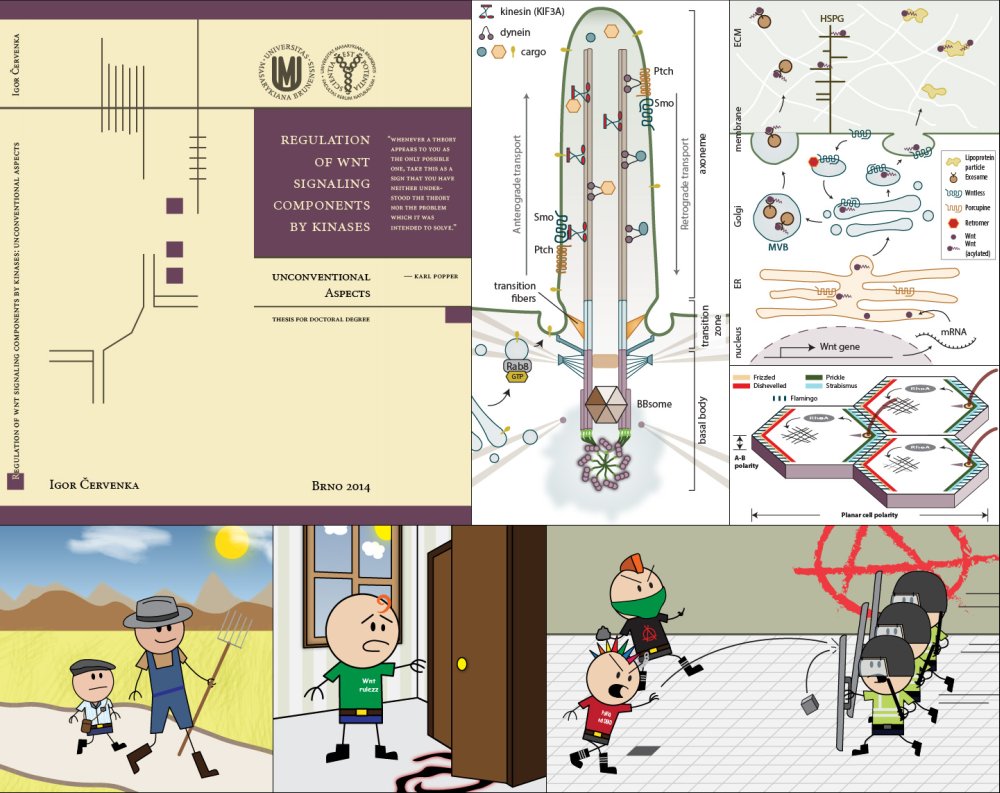 IGOR ČERVENKA
REGULATION OF WNT SIGNALING COMPONENTS BY KINASES: UNCONVENTIONAL ASPECTS
UNIVERSITAS
MASARYKIANA BRUNENSIS
REGULATION
OF WNT
SIGNALING
COMPONENTS
BY KINASES
"WHENEVER A THEORY
APPEARS TO YOU AS
THE ONLY POSSIBLE
ONE, TAKE THIS AS A
SIGN THAT YOU HAVE
NEITHER UNDER-
STOOD THE THEORY
NOR THE PROBLEM
WHICH IT WAS
INTENDED TO SOLVE."
— KARL POPPER
UNCONVENTIONAL
ASPECTS
THESIS FOR DOCTORAL DEGREE
IGOR ČERVENKA
BRNO 2014
kinesin (KIF3A)
dynein
cargo
Ptch
Smo
Anterograde transport
Retrograde transport
axoneme
Smo
Ptch
transition
fibers
transition
zone
Rab8
GTP
BBsome
basal body
ECM
HSPG
membrane
Golgi
MVB
ER
nucleus
mRNA
Wnt gene
Lipoprotein
particle
Exosome
Wntless
Porcupine
Retromer
Wnt
Wnt
(acylated)
Frizzled
Dishevelled
Prickle
Strabismus
Flamingo
RhoA
RhoA
RhoA
A-B
polarity
Planar cell polarity
Wnt
rulezz